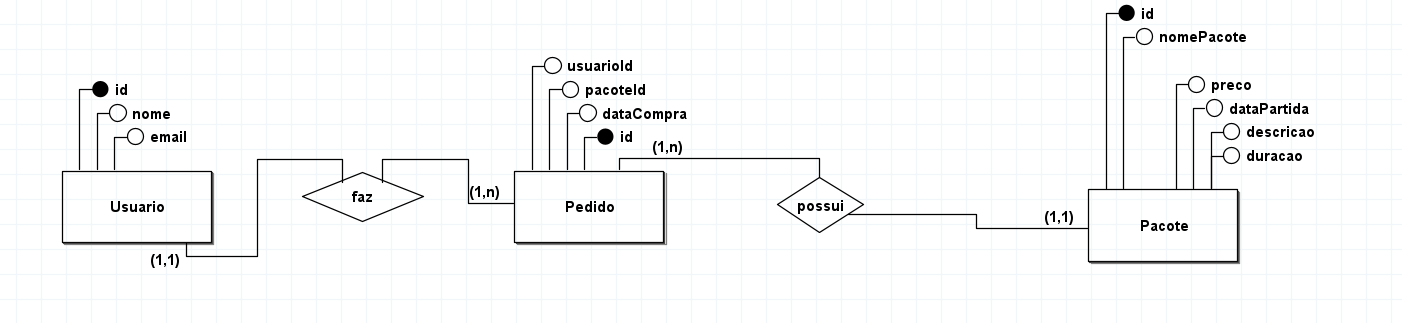 id
nome
email
Usuario
(1,1)
faz
(1,n)
usuarioId
pacoteId
dataCompra
id
Pedido
(1,n)
possui
(1,1)
id
nomePacote
preco
dataPartida
descricao
duracao
Pacote